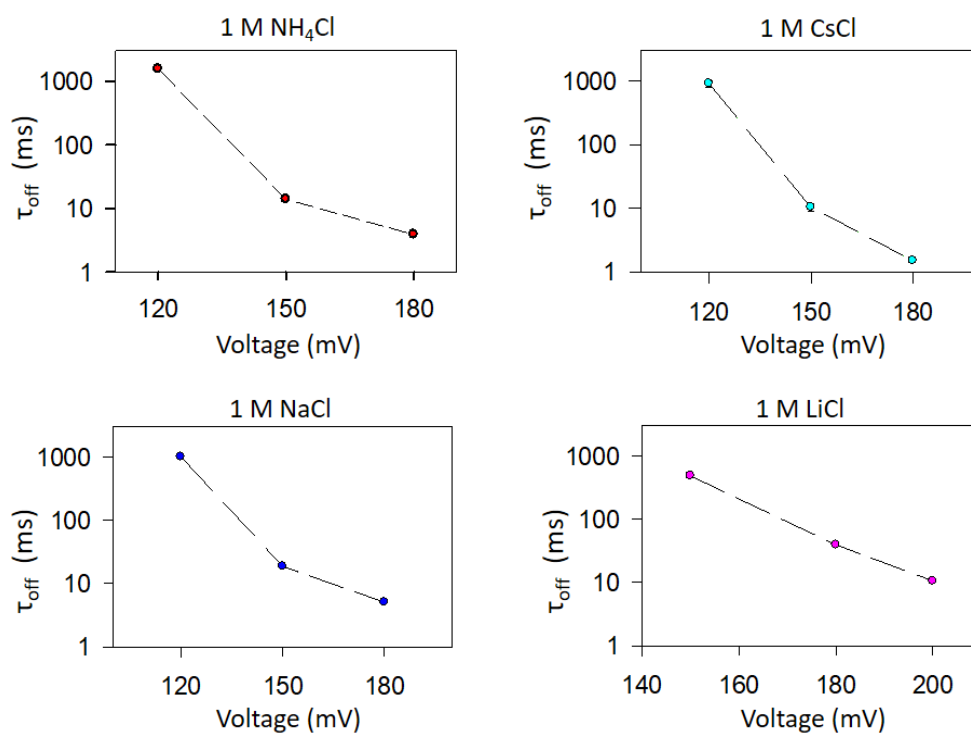 1 M NH₄Cl
1000
100
10
1
τoff (ms)
120 150 180
Voltage (mV)
1 M CsCl
1000
100
10
1
τoff (ms)
120 150 180
Voltage (mV)
1 M NaCl
1000
100
10
1
τoff (ms)
120 150 180
Voltage (mV)
1 M LiCl
1000
100
10
1
τoff (ms)
140 160 180 200
Voltage (mV)